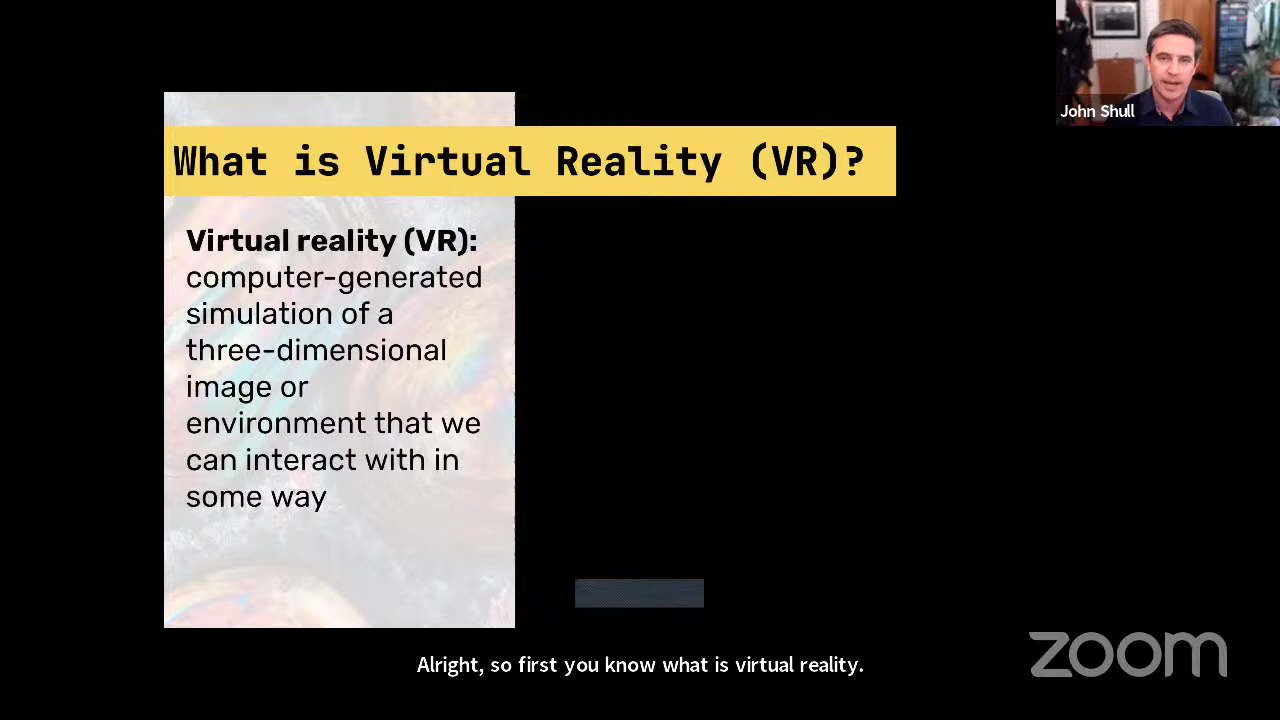 John Shull
What is Virtual Reality (VR)?
Virtual reality (VR):
computer-generated
simulation of a
three-dimensional
image or
environment that we
can interact with in
some way
Alright, so first you know what is virtual reality.
zoom